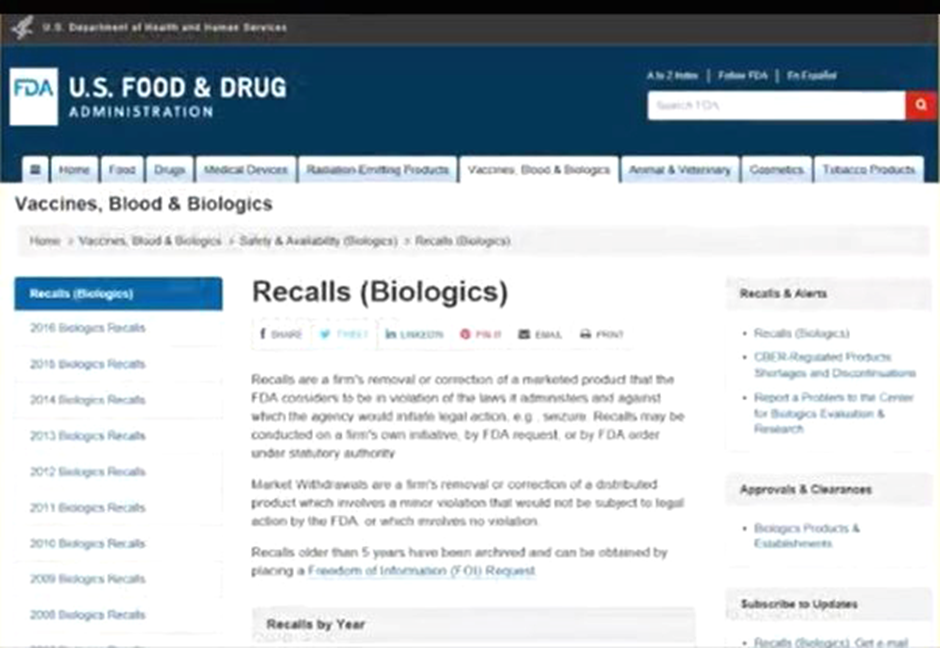 U.S. Department of Health and Human Services
FDA U.S. FOOD & DRUG
ADMINISTRATION
A to Z Index | Follow FDA | En Español
Search FDA
Home Food Drugs Medical Devices Radiation-Emitting Products Vaccines, Blood & Biologics Animal & Veterinary Cosmetics Tobacco Products
Vaccines, Blood & Biologics
Home > Vaccines, Blood & Biologics > Safety & Availability (Biologics) > Recalls (Biologics)
Recalls (Biologics)
2016 Biologics Recalls
2015 Biologics Recalls
2014 Biologics Recalls
2013 Biologics Recalls
2012 Biologics Recalls
2011 Biologics Recalls
2010 Biologics Recalls
2009 Biologics Recalls
2008 Biologics Recalls
Recalls (Biologics)
f SHARE TWEET in LINKEDIN PIN IT EMAIL PRINT
Recalls are a firm's removal or correction of a marketed product that the
FDA considers to be in violation of the laws it administers and against
which the agency would initiate legal action, e.g., seizure. Recalls may be
conducted on a firm's own initiative, by FDA request, or by FDA order
under statutory authority.
Market Withdrawals are a firm's removal or correction of a distributed
product which involves a minor violation that would not be subject to legal
action by the FDA, or which involves no violation.
Recalls older than 5 years have been archived and can be obtained by
placing a Freedom of Information (FOI) Request.
Recalls by Year
Recalls & Alerts
• Recalls (Biologics)
• CBER-Regulated Products:
Shortages and Discontinuations
• Report a Problem to the Center
for Biologics Evaluation &
Research
Approvals & Clearances
• Biologics Products &
Establishments
Subscribe to Updates
• Recalls (Biologics): Get e-mail